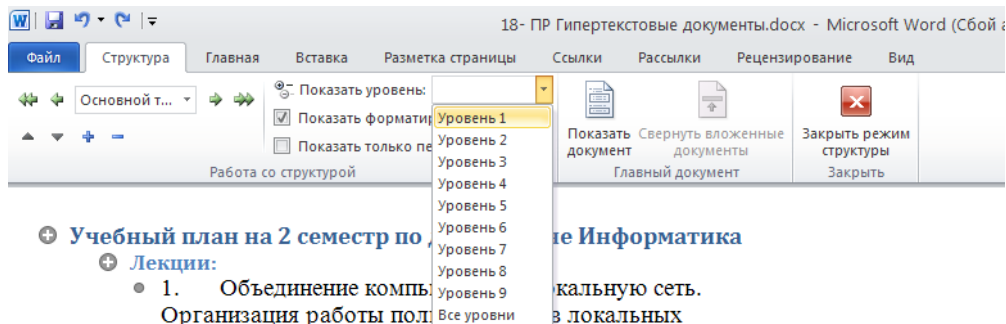 18- ПР Гипертекстовые документы.docx - Microsoft Word (Сбой а
Файл Структура Главная Вставка Разметка страницы Ссылки Рассылки Рецензирование Вид
Основной т...
Показать уровень:
Показать форматир
Показать только пе
Работа со структурой
Уровень 1
Уровень 2
Уровень 3
Уровень 4
Уровень 5
Уровень 6
Уровень 7
Уровень 8
Уровень 9
Все уровни
Показать документ
Свернуть вложенные документы
Главный документ
Закрыть режим структуры
Закрыть
Учебный план на 2 семестр по д не Информатика
Лекции:
1. Объединение компь кальную сеть.
Организация работы пол в локальных